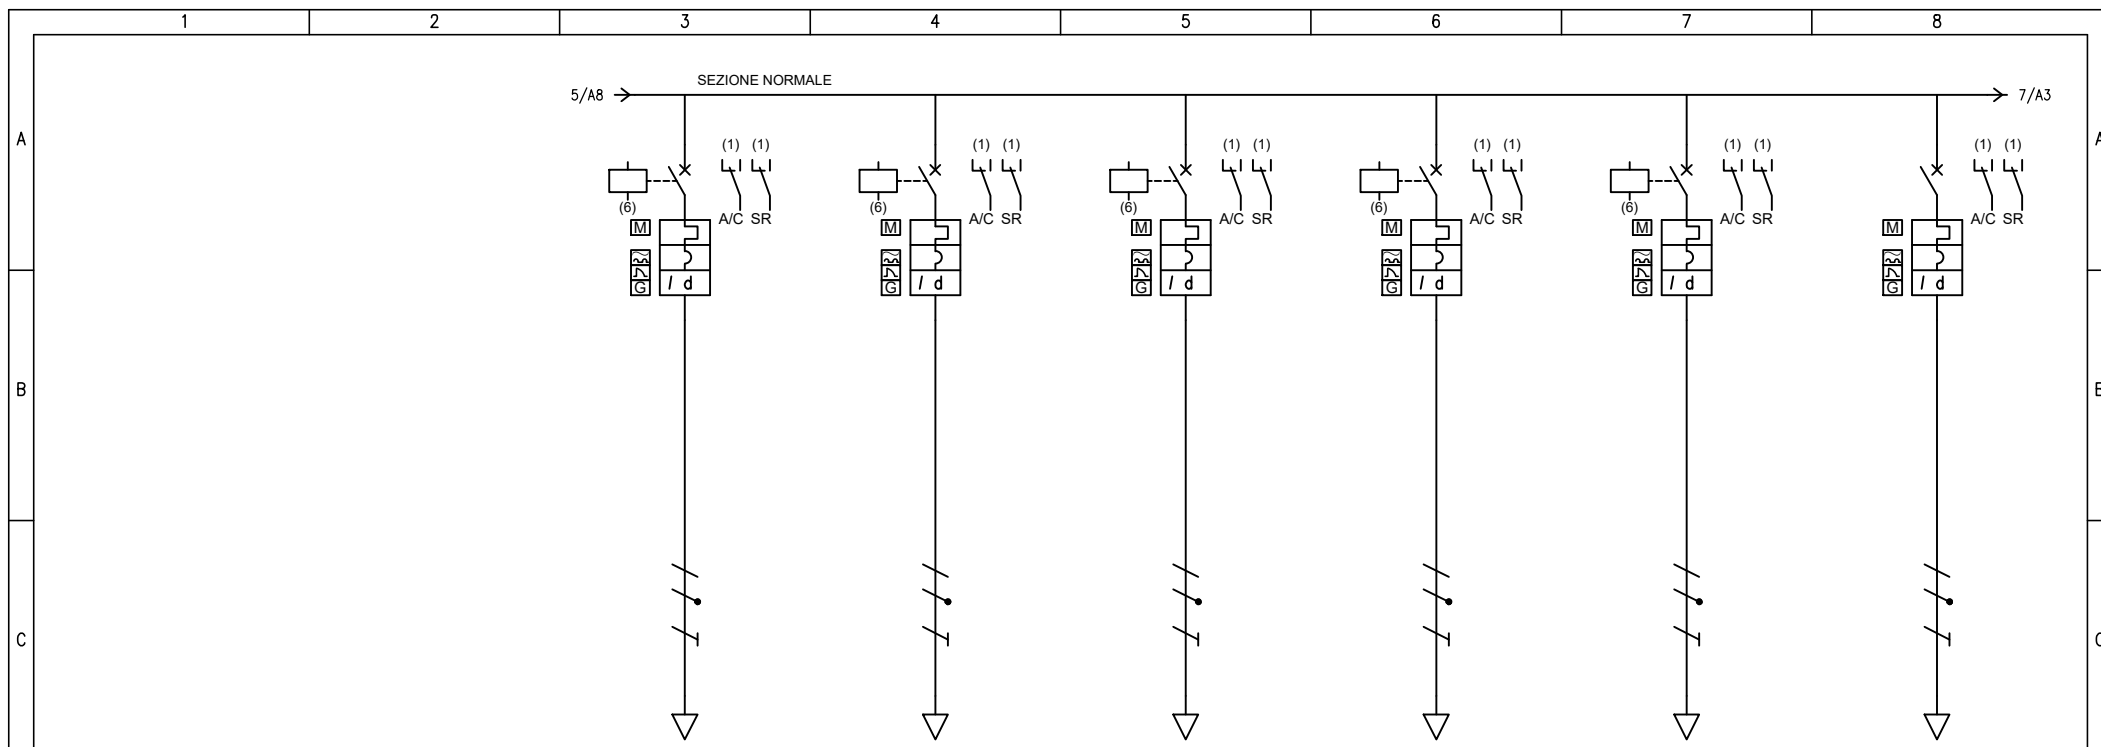 1 2 3 4 5 6 7 8
SEZIONE NORMALE
5/A8 7/A3
A A
(1) (1) (1) (1) (1) (1) (1) (1) (1) (1) (1) (1)
(6) (6) (6) (6) (6)
A/C SR A/C SR A/C SR A/C SR A/C SR A/C SR
M M M M M M
I d I d I d I d I d I d
G G G G G G
B B
C C